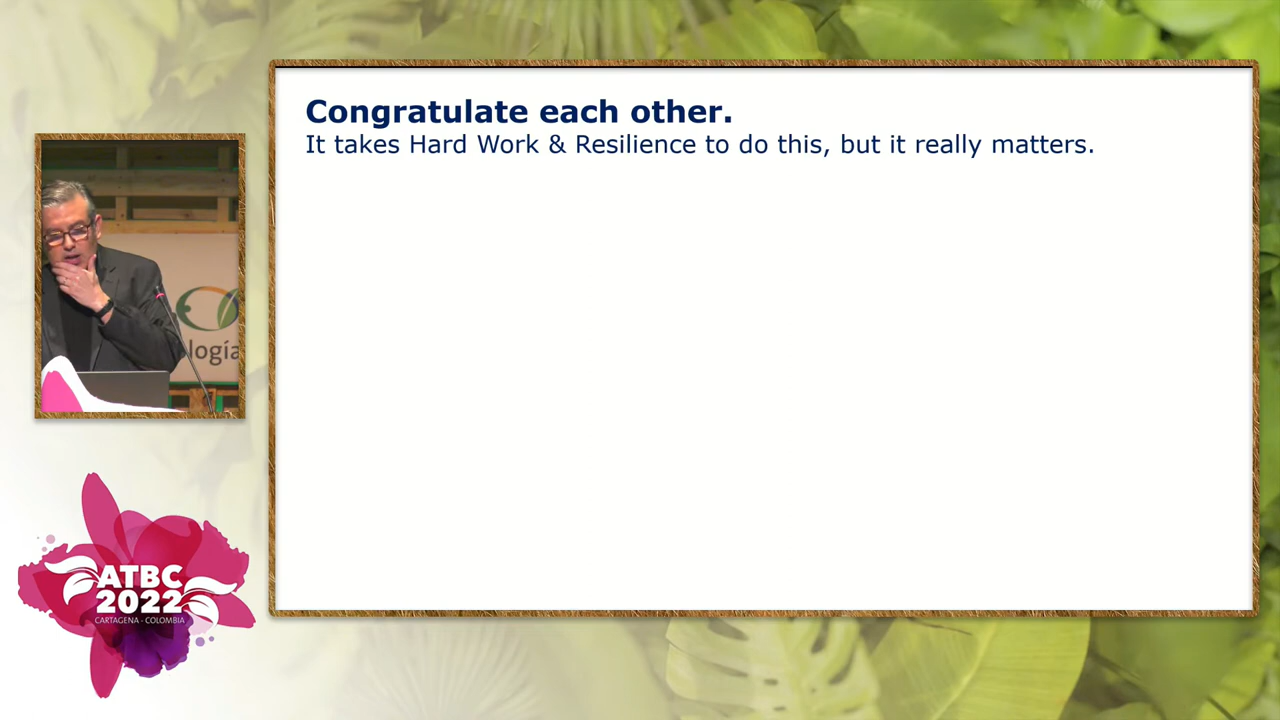 Congratulate each other.
It takes Hard Work & Resilience to do this, but it really matters.
logía
ATBC
2022
CARTAGENA - COLOMBIA